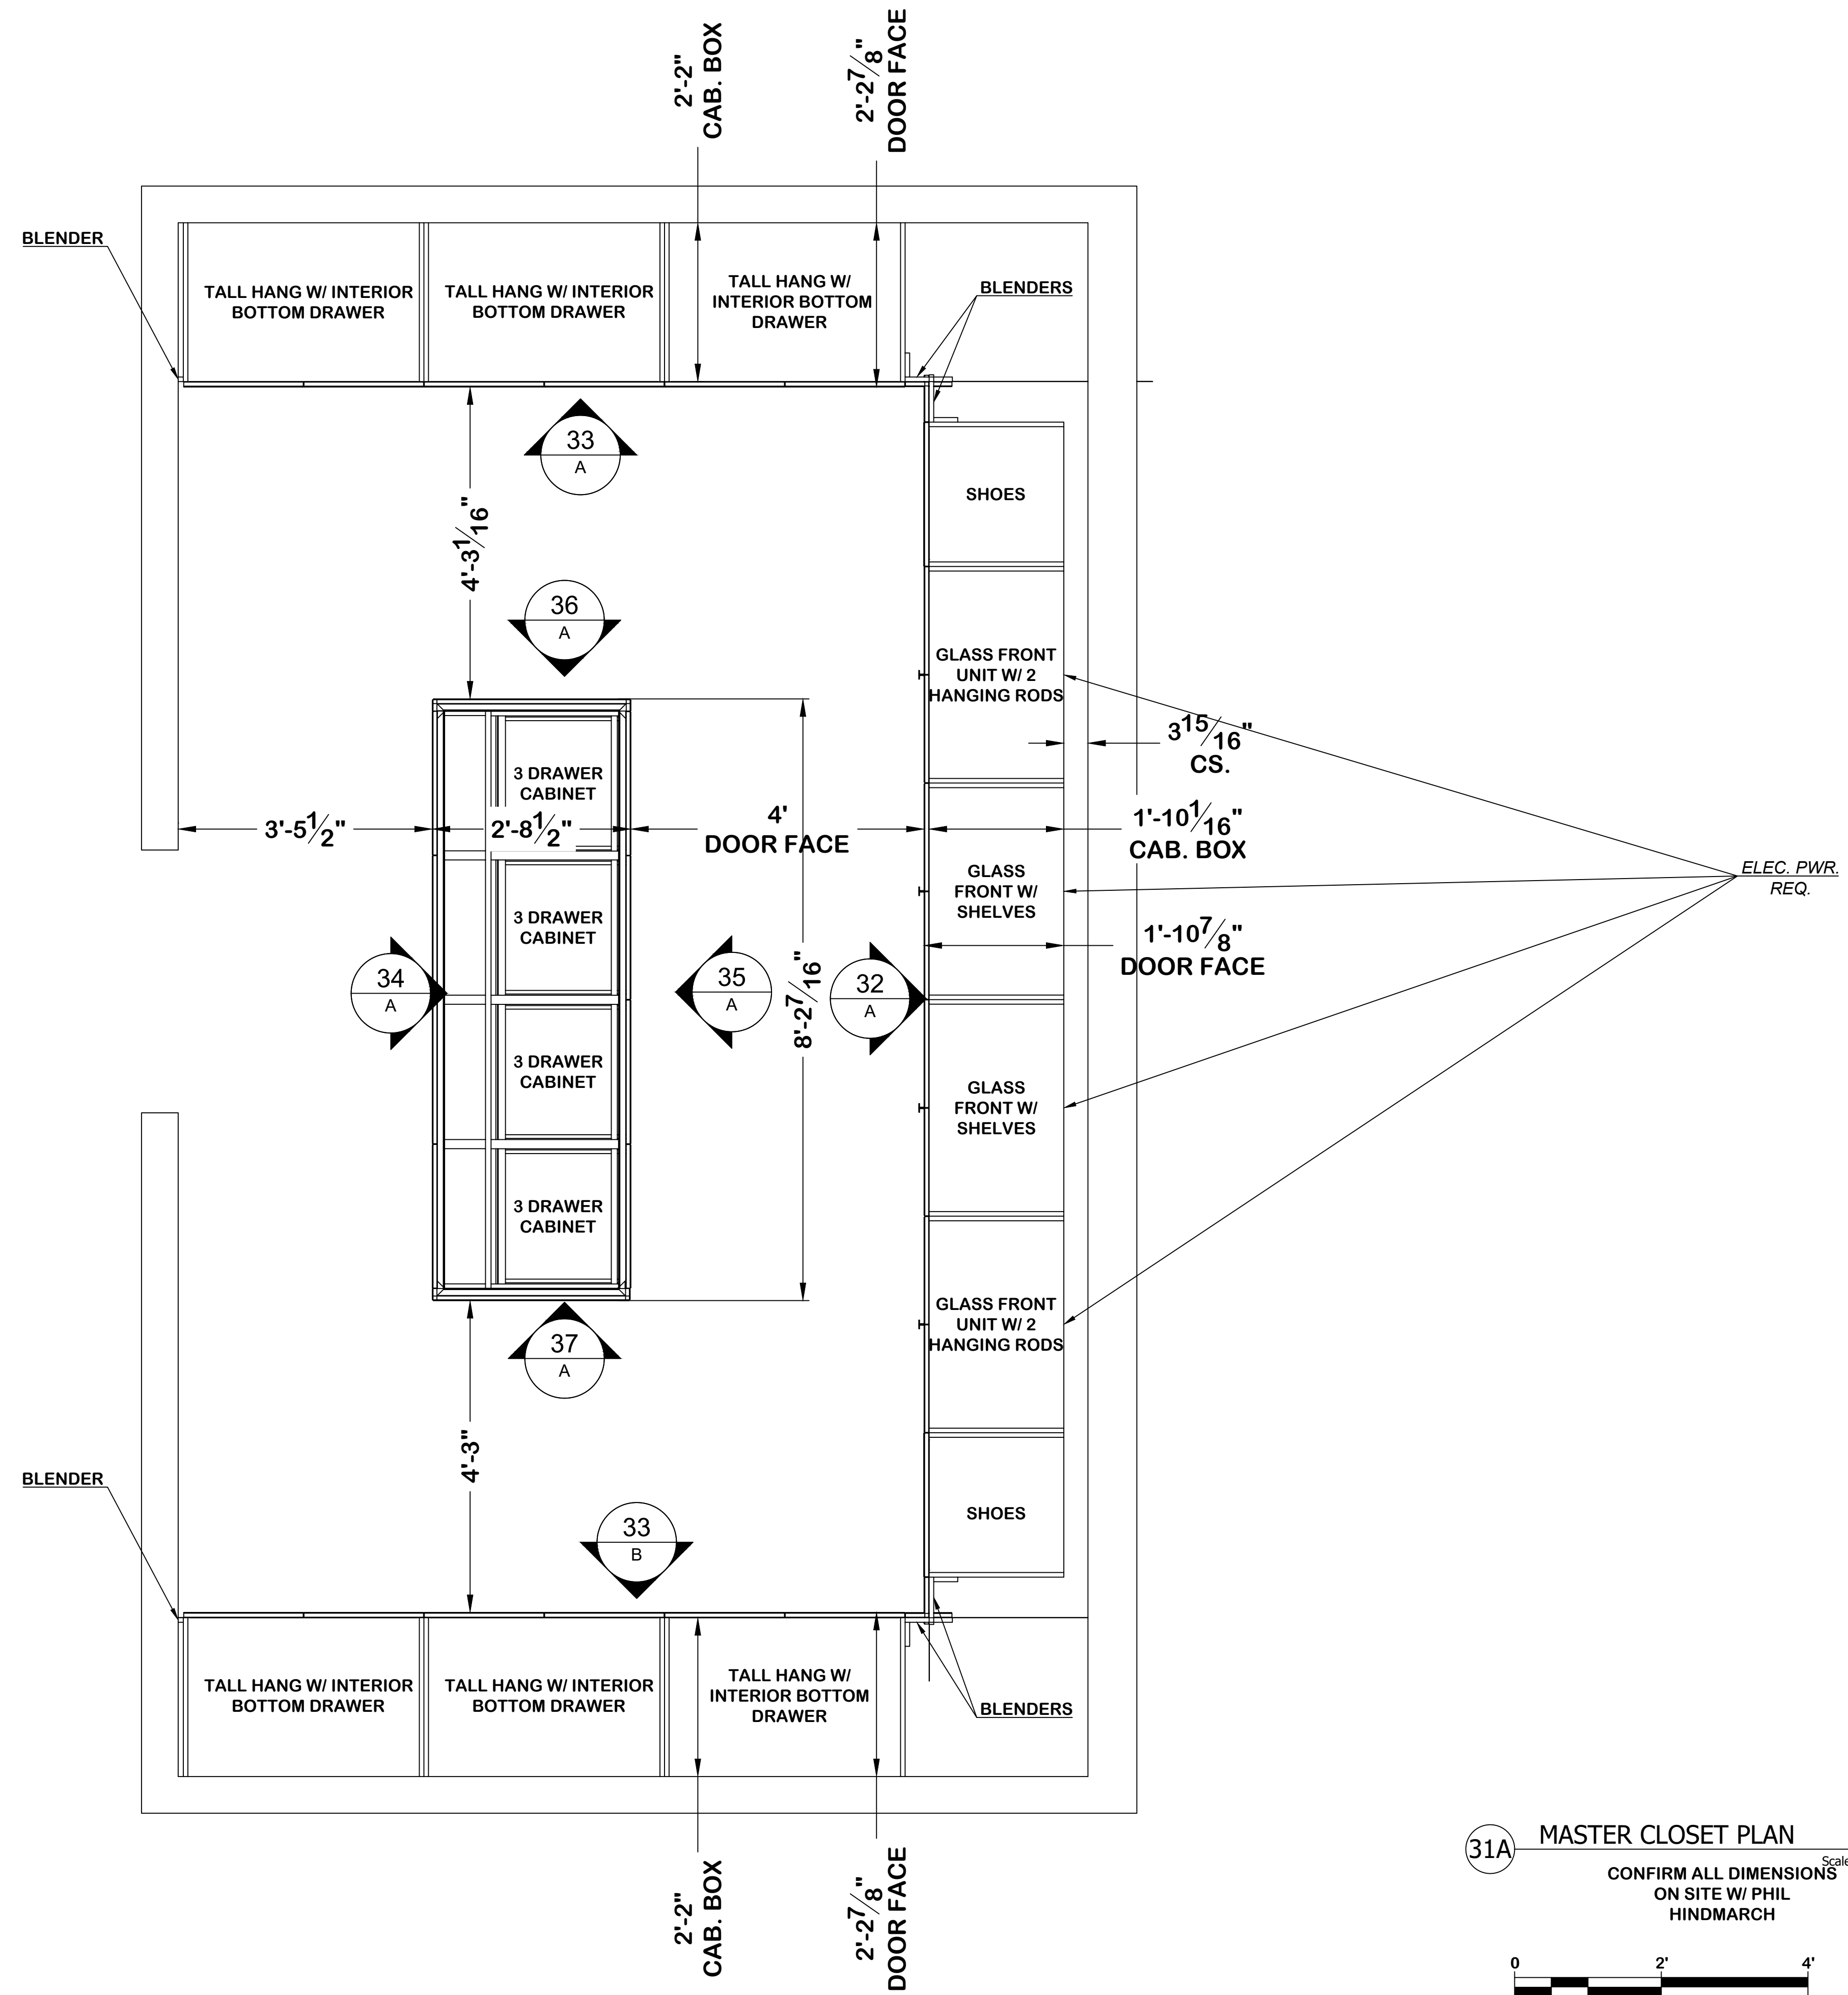 2'-2"
CAB. BOX
2'-2 7/8"
DOOR FACE
BLENDER
TALL HANG W/ INTERIOR
BOTTOM DRAWER
TALL HANG W/ INTERIOR
BOTTOM DRAWER
TALL HANG W/
INTERIOR BOTTOM
DRAWER
BLENDERS
33
A
SHOES
4'-3 1/16"
36
A
GLASS FRONT
UNIT W/ 2
HANGING RODS
3 15/16"
CS.
3 DRAWER
CABINET
3'-5 1/2"
2'-8 1/2"
4'
DOOR FACE
1'-10 1/16"
CAB. BOX
GLASS
FRONT W/
SHELVES
ELEC. PWR.
REQ.
3 DRAWER
CABINET
1'-10 7/8"
DOOR FACE
34
A
35
A
8'-2 7/16"
32
A
3 DRAWER
CABINET
GLASS
FRONT W/
SHELVES
3 DRAWER
CABINET
GLASS FRONT
UNIT W/ 2
HANGING RODS
37
A
4'-3"
BLENDER
33
B
SHOES
TALL HANG W/ INTERIOR
BOTTOM DRAWER
TALL HANG W/ INTERIOR
BOTTOM DRAWER
TALL HANG W/
INTERIOR BOTTOM
DRAWER
BLENDERS
2'-2"
CAB. BOX
2'-2 7/8"
DOOR FACE
31A
MASTER CLOSET PLAN
Scale
CONFIRM ALL DIMENSIONS
ON SITE W/ PHIL
HINDMARCH
0 2' 4'